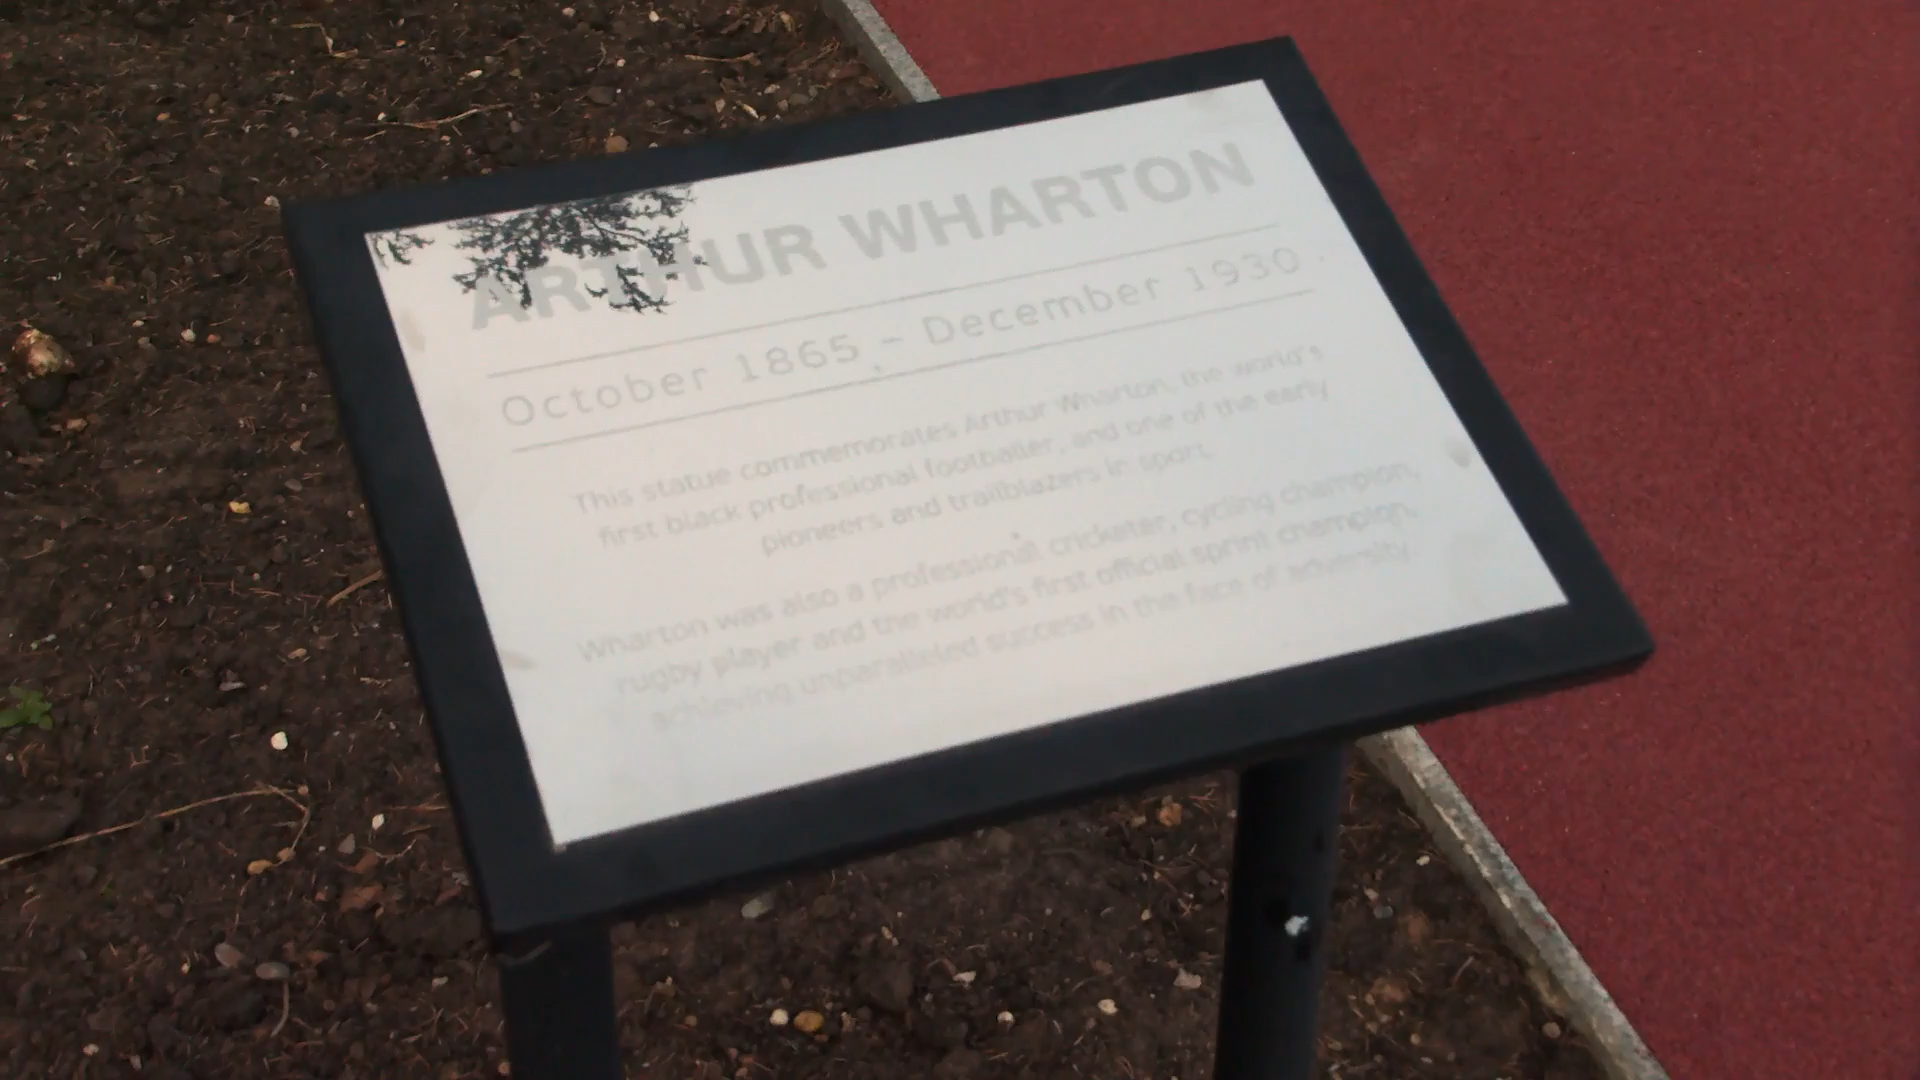 ARTHUR WHARTON
October 1865 - December 1930
This statue commemorates Arthur Wharton, the world's
first black professional footballer, and one of the early
pioneers and trailblazers in sport.
Wharton was also a professional cricketer, cycling champion,
rugby player and the world's first official sprint champion,
achieving unparalleled success in the face of adversity